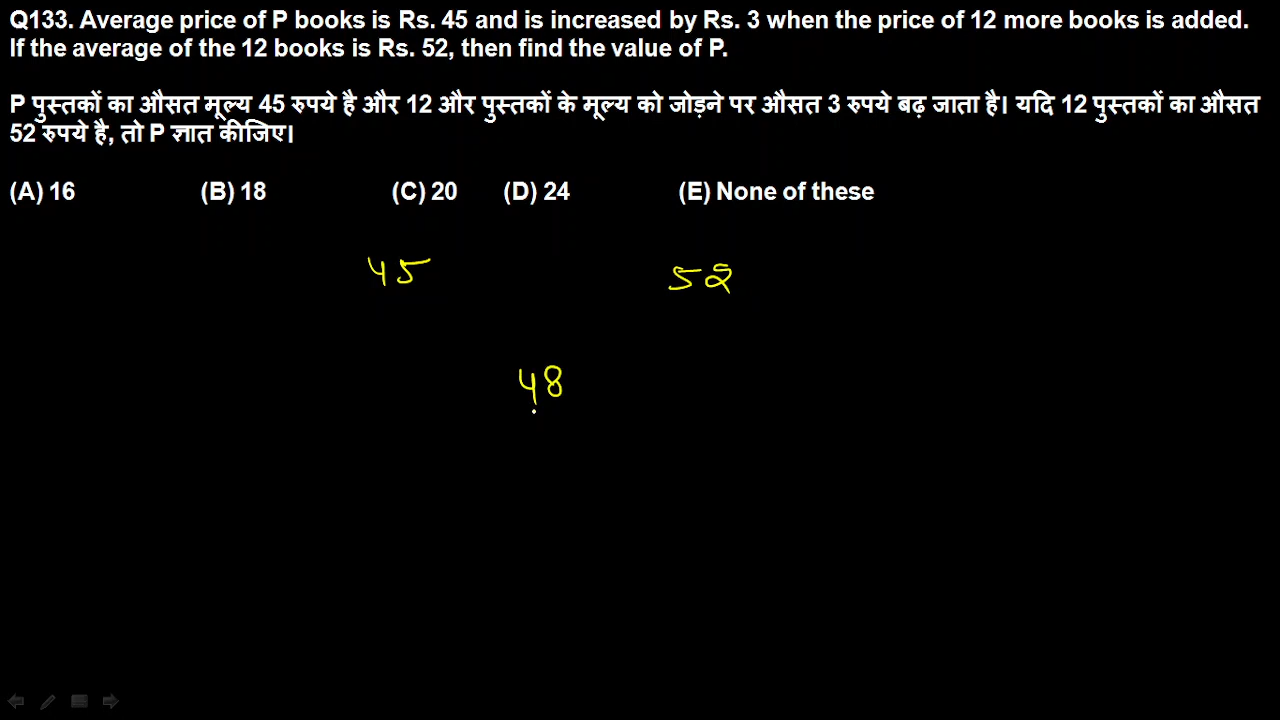 Q133. Average price of P books is Rs. 45 and is increased by Rs. 3 when the price of 12 more books is added.
If the average of the 12 books is Rs. 52, then find the value of P.
P पुस्तकों का औसत मूल्य 45 रुपये है और 12 और पुस्तकों के मूल्य को जोड़ने पर औसत 3 रुपये बढ़ जाता है। यदि 12 पुस्तकों का औसत
52 रुपये है, तो P ज्ञात कीजिए।
(A) 16 (B) 18 (C) 20 (D) 24 (E) None of these
45 52
48